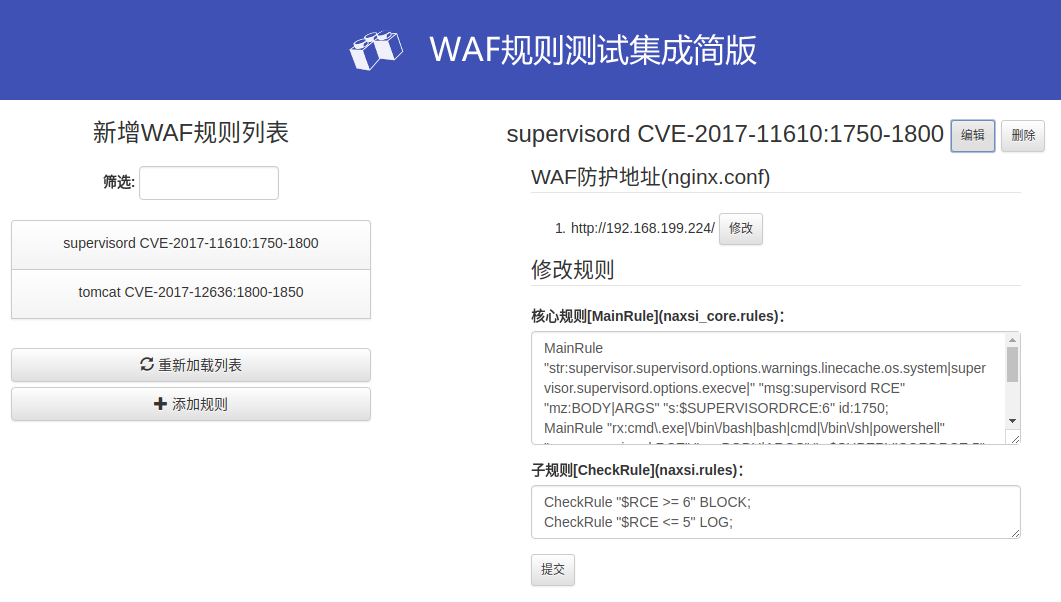 WAF规则测试集成简版
新增WAF规则列表
筛选:
supervisord CVE-2017-11610:1750-1800
tomcat CVE-2017-12636:1800-1850
重新加载列表
添加规则
supervisord CVE-2017-11610:1750-1800 编辑 删除
WAF防护地址(nginx.conf)
1. http://192.168.199.224/ 修改
修改规则
核心规则[MainRule](naxsi_core.rules)：
MainRule
"str:supervisor.supervisord.options.warnings.linecache.os.system|super
visor.supervisord.options.execve|" "msg:supervisord RCE"
"mz:BODY|ARGS" "s:$SUPERVISORDRCE:6" id:1750;
MainRule "rx:cmd\.exe|\/bin\/bash|bash|cmd|\/bin\/sh|powershell"
子规则[CheckRule](naxsi.rules)：
CheckRule "$RCE >= 6" BLOCK;
CheckRule "$RCE <= 5" LOG;
提交